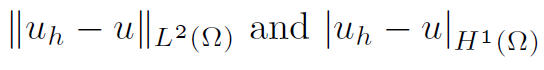 ‖u_h − u‖_{L²(Ω)} and |u_h − u|_{H¹(Ω)}